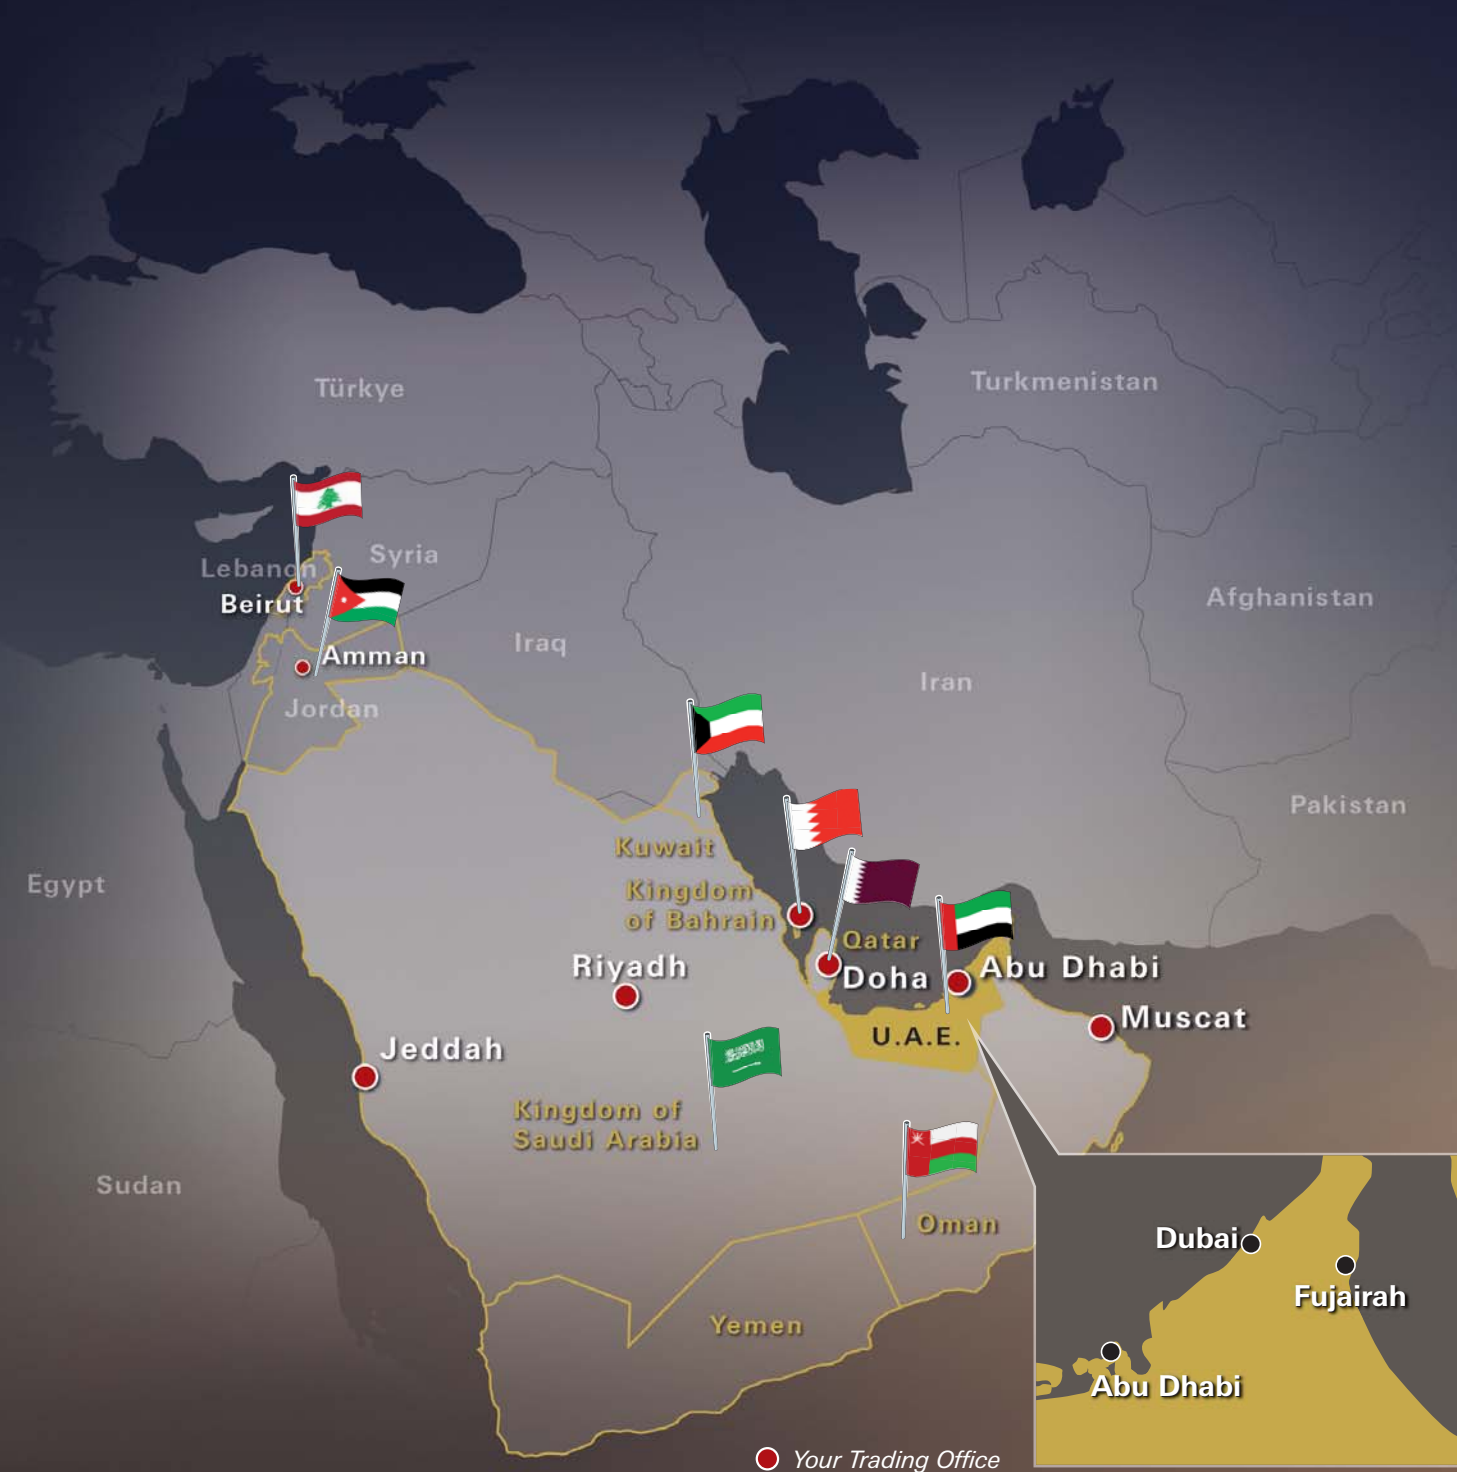 Türkye
Turkmenistan
Syria
Lebanon
Beirut
Afghanistan
Iraq
Amman
Iran
Jordan
Pakistan
Kuwait
Egypt
Kingdom
of Bahrain
Qatar
Riyadh
Doha
Abu Dhabi
Muscat
U.A.E.
Jeddah
Kingdom of
Saudi Arabia
Sudan
Oman
Dubai
Fujairah
Yemen
Abu Dhabi
Your Trading Office